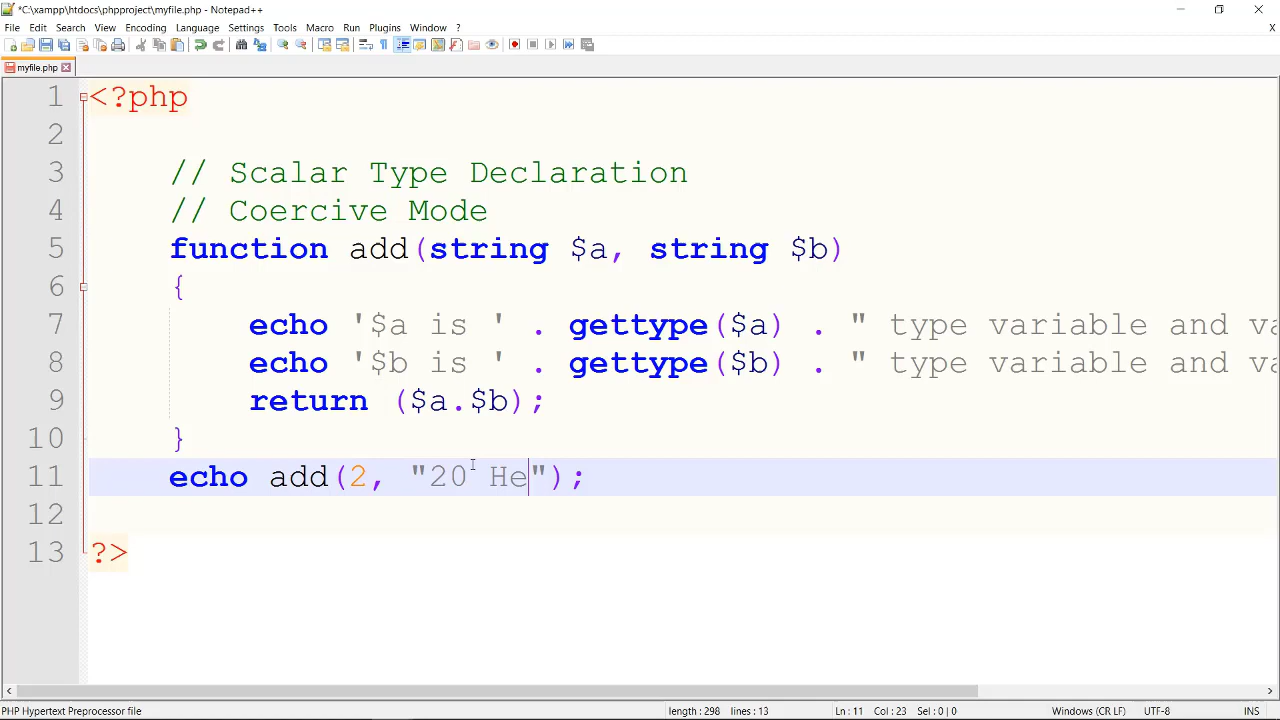 *C:\xampp\htdocs\phpproject\myfile.php - Notepad++
File Edit Search View Encoding Language Settings Tools Macro Run Plugins Window ? X
myfile.php
1 <?php
2
3 // Scalar Type Declaration
4 // Coercive Mode
5 function add(string $a, string $b)
6 {
7 echo '$a is ' . gettype($a) . " type variable and va
8 echo '$b is ' . gettype($b) . " type variable and va
9 return ($a.$b);
10 }
11 echo add(2, "20 He");
12
13 ?>
PHP Hypertext Preprocessor file length : 298 lines : 13 Ln : 11 Col : 23 Sel : 0 | 0 Windows (CR LF) UTF-8 INS